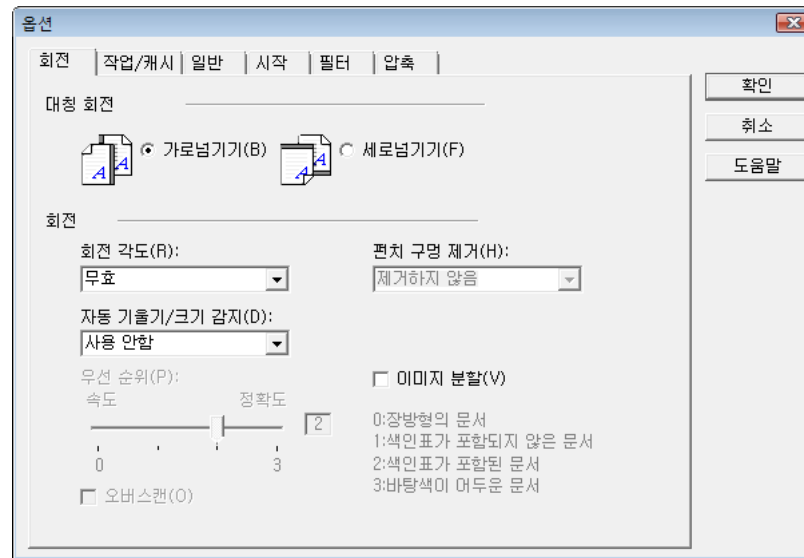 옵션
회전 작업/캐시 일반 시작 필터 압축
확인
취소
도움말
대칭 회전
가로넘기기(B) 세로넘기기(F)
회전
회전 각도(R): 펀치 구멍 제거(H):
무효 제거하지 않음
자동 기울기/크기 감지(D):
사용 안함
우선 순위(P): 이미지 분할(V)
속도 정확도
2
0:장방형의 문서
1:색인표가 포함되지 않은 문서
2:색인표가 포함된 문서
0 3
3:바탕색이 어두운 문서
오버스캔(O)